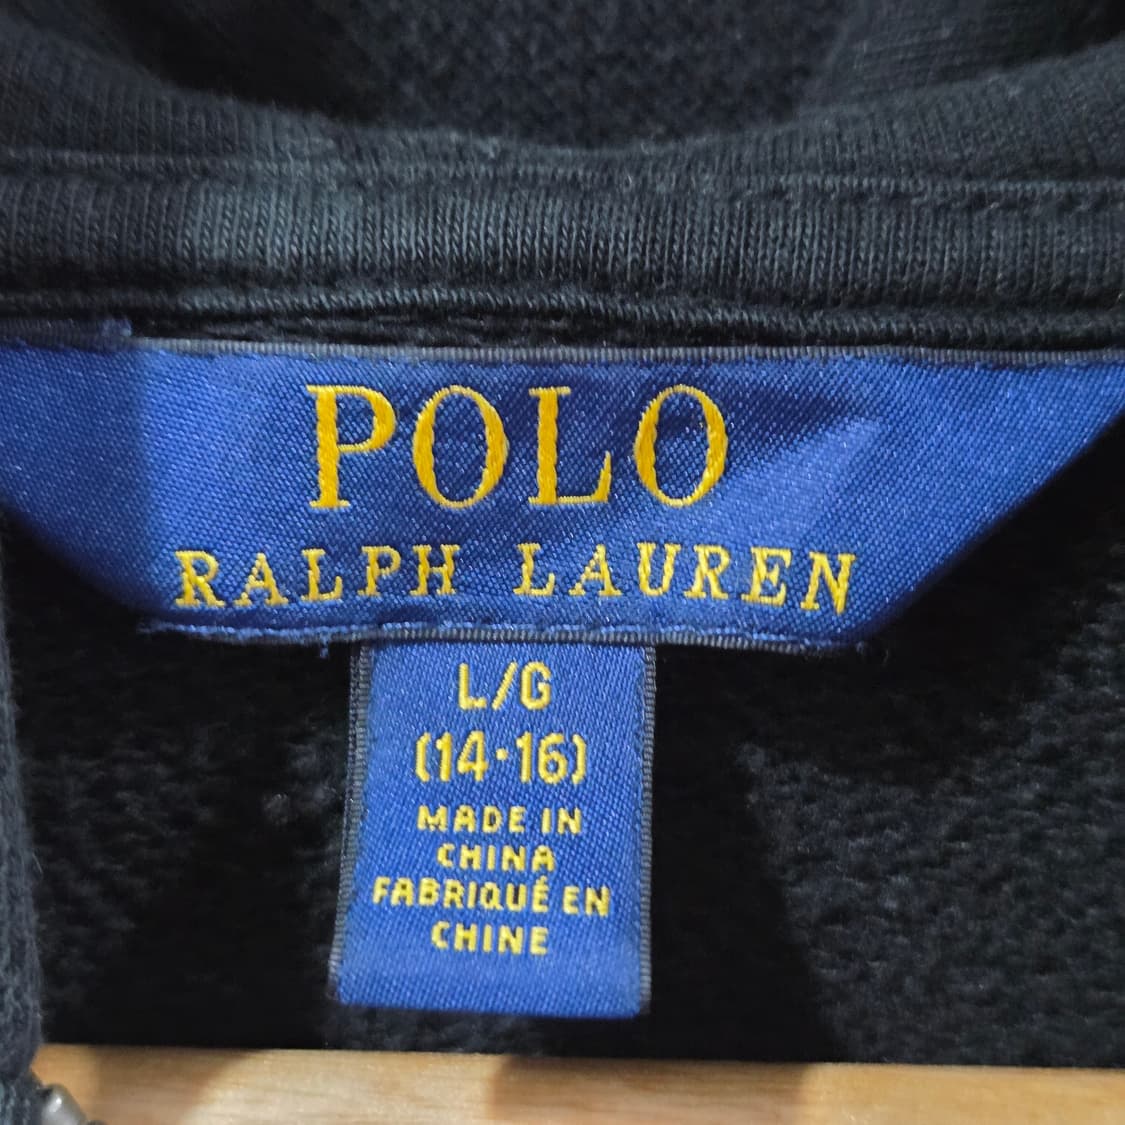 POLO
RALPH LAUREN
L/G
(14·16)
MADE IN
CHINA
FABRIQUÉ EN
CHINE